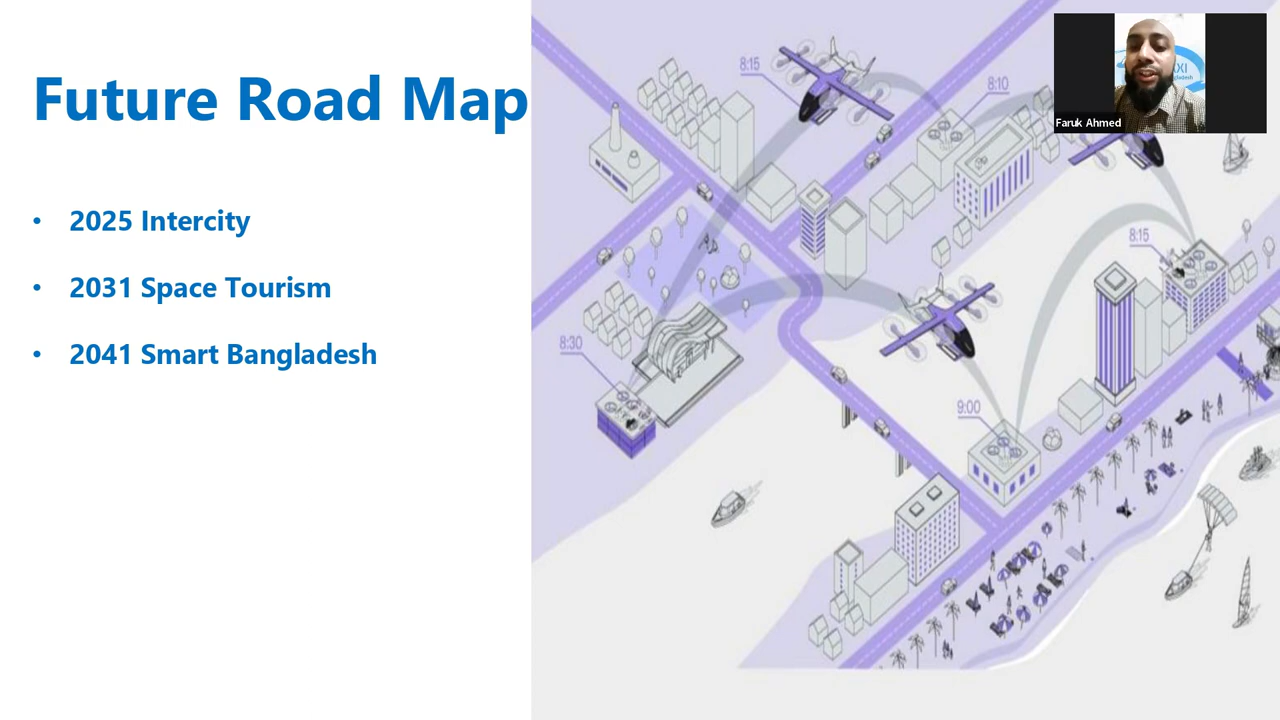 Future Road Map
• 2025 Intercity
• 2031 Space Tourism
• 2041 Smart Bangladesh
8:15
8:10
8:15
8:30
9:00
Faruk Ahmed